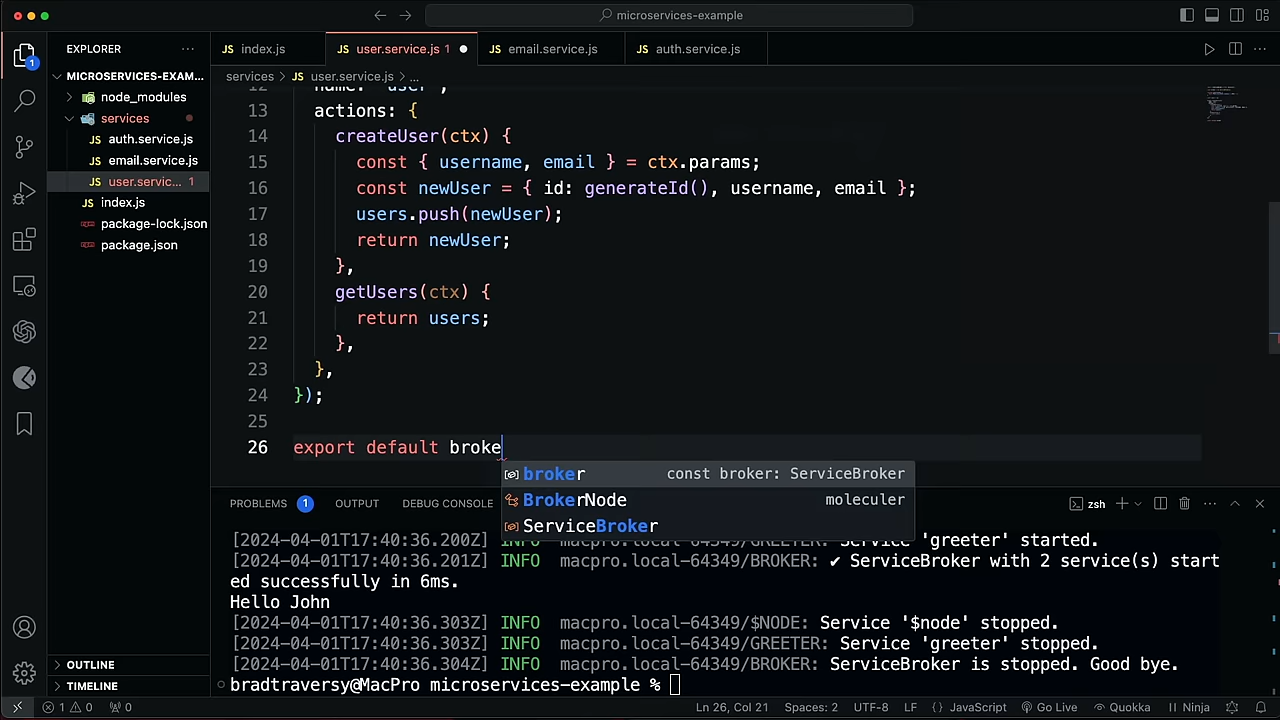 microservices-example
EXPLORER
index.js
user.service.js 1
email.service.js
auth.service.js
MICROSERVICES-EXAM...
services > JS user.service.js > ...
node_modules
services
JS auth.service.js
JS email.service.js
JS user.servic... 1
JS index.js
package-lock.json
package.json
12 name: "user",
13 actions: {
14 createUser(ctx) {
15 const { username, email } = ctx.params;
16 const newUser = { id: generateId(), username, email };
17 users.push(newUser);
18 return newUser;
19 },
20 getUsers(ctx) {
21 return users;
22 },
23 },
24 });
25
26 export default broke
broker const broker: ServiceBroker
BrokerNode moleculer
ServiceBroker
PROBLEMS 1 OUTPUT DEBUG CONSOLE zsh
[2024-04-01T17:40:36.200Z] INFO macpro.local-64349/GREETER: Service 'greeter' started.
[2024-04-01T17:40:36.201Z] INFO macpro.local-64349/BROKER: ✔ ServiceBroker with 2 service(s) start
ed successfully in 6ms.
Hello John
[2024-04-01T17:40:36.303Z] INFO macpro.local-64349/$NODE: Service '$node' stopped.
[2024-04-01T17:40:36.303Z] INFO macpro.local-64349/GREETER: Service 'greeter' stopped.
[2024-04-01T17:40:36.304Z] INFO macpro.local-64349/BROKER: ServiceBroker is stopped. Good bye.
bradtraversy@MacPro microservices-example %
OUTLINE
TIMELINE
1 0 0 Ln 26, Col 21 Spaces: 2 UTF-8 LF {} JavaScript Go Live Quokka Ninja